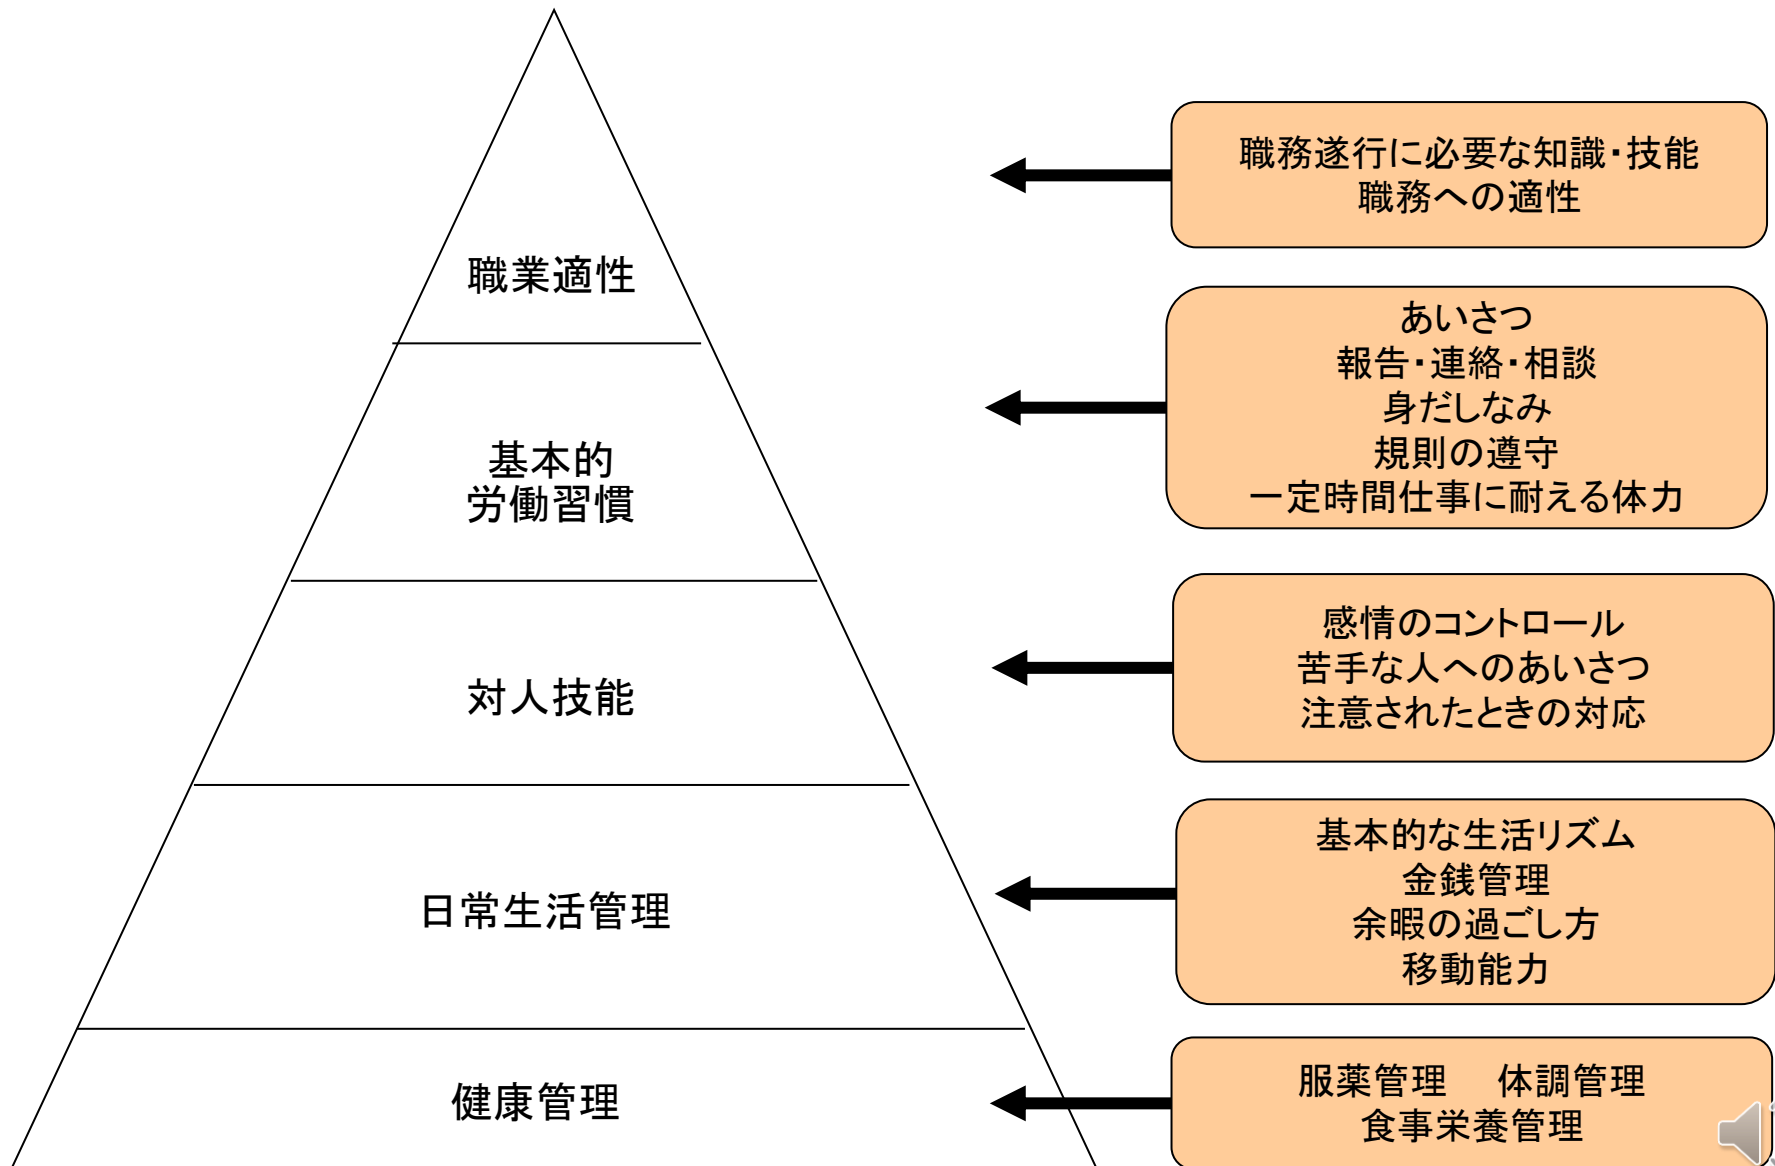 職業適性
基本的
労働習慣
対人技能
日常生活管理
健康管理
職務遂行に必要な知識・技能
職務への適性
あいさつ
報告・連絡・相談
身だしなみ
規則の遵守
一定時間仕事に耐える体力
感情のコントロール
苦手な人へのあいさつ
注意されたときの対応
基本的な生活リズム
金銭管理
余暇の過ごし方
移動能力
服薬管理　体調管理
食事栄養管理